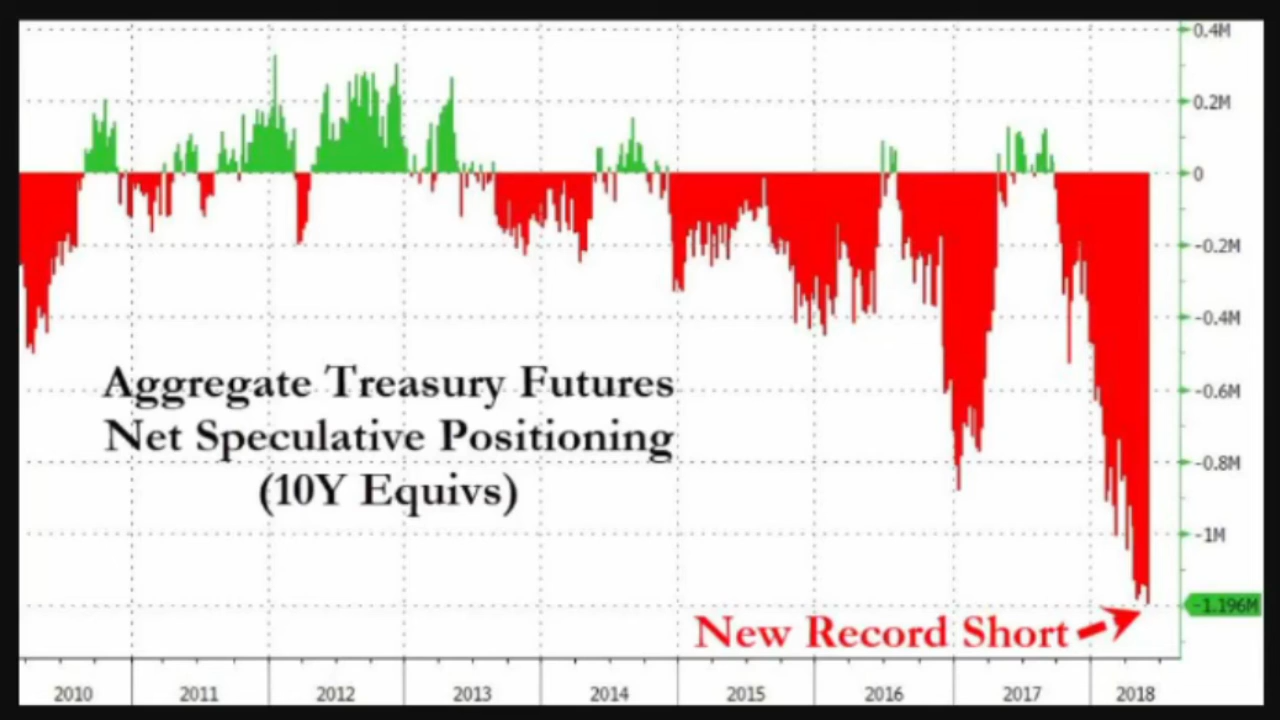 0.4M
0.2M
0
-0.2M
-0.4M
Aggregate Treasury Futures
-0.6M
Net Speculative Positioning
-0.8M
(10Y Equivs)
-1M
-1.196M
New Record Short
2010 2011 2012 2013 2014 2015 2016 2017 2018